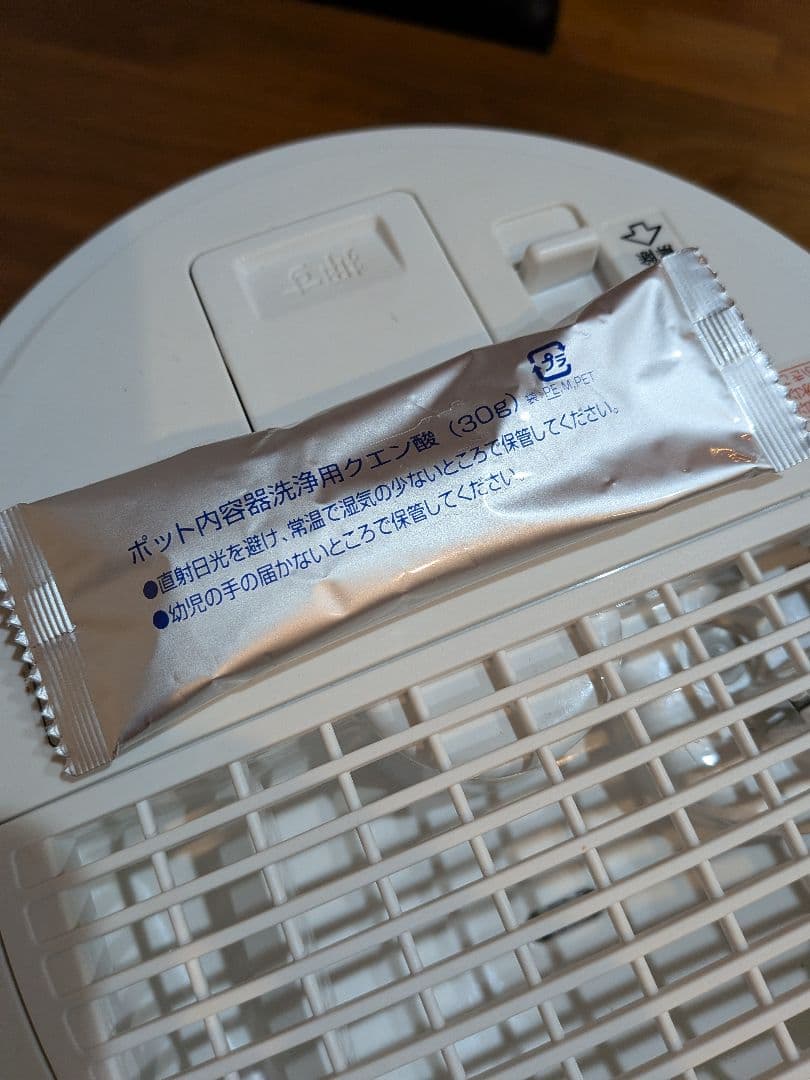 プラ
袋：PE,M,PET
ポット内容器洗浄用クエン酸（30g）
●直射日光を避け、常温で湿気の少ないところで保管してください。
●幼児の手の届かないところで保管してください。